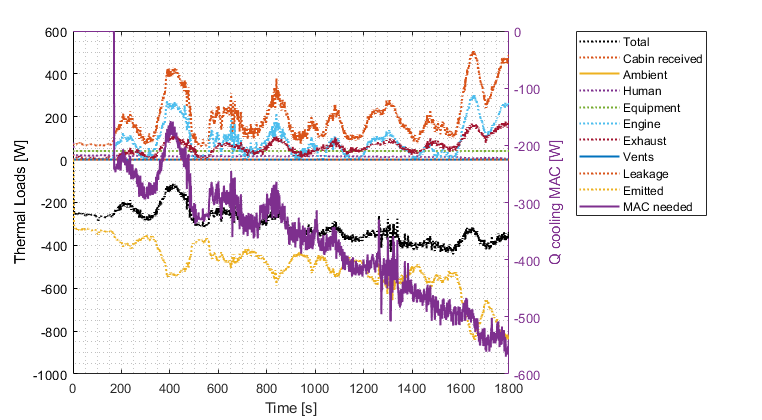 600
400
200
0
-200
-400
-600
-800
-1000
Thermal Loads [W]
0
200
400
600
800
1000
1200
1400
1600
1800
Time [s]
0
-100
-200
-300
-400
-500
-600
Q cooling MAC [W]
Total
Cabin received
Ambient
Human
Equipment
Engine
Exhaust
Vents
Leakage
Emitted
MAC needed